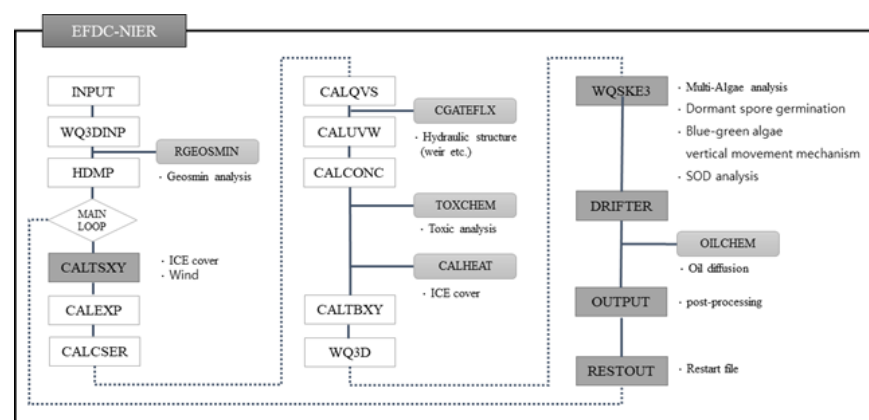 EFDC-NIER
INPUT
WQ3DINP
RGEOSMIN
· Geosmin analysis
HDMP
MAIN
LOOP
CALTSXY
· ICE cover
· Wind
CALEXP
CALCSER
CALQVS
CGATEFLX
· Hydraulic structure
(weir etc.)
CALUVW
CALCONC
TOXCHEM
· Toxic analysis
CALHEAT
· ICE cover
CALTBXY
WQ3D
WQSKE3
· Multi-Algae analysis
· Dormant spore germination
· Blue-green algae
vertical movement mechanism
· SOD analysis
DRIFTER
OILCHEM
· Oil diffusion
OUTPUT
· post-processing
RESTOUT
· Restart file